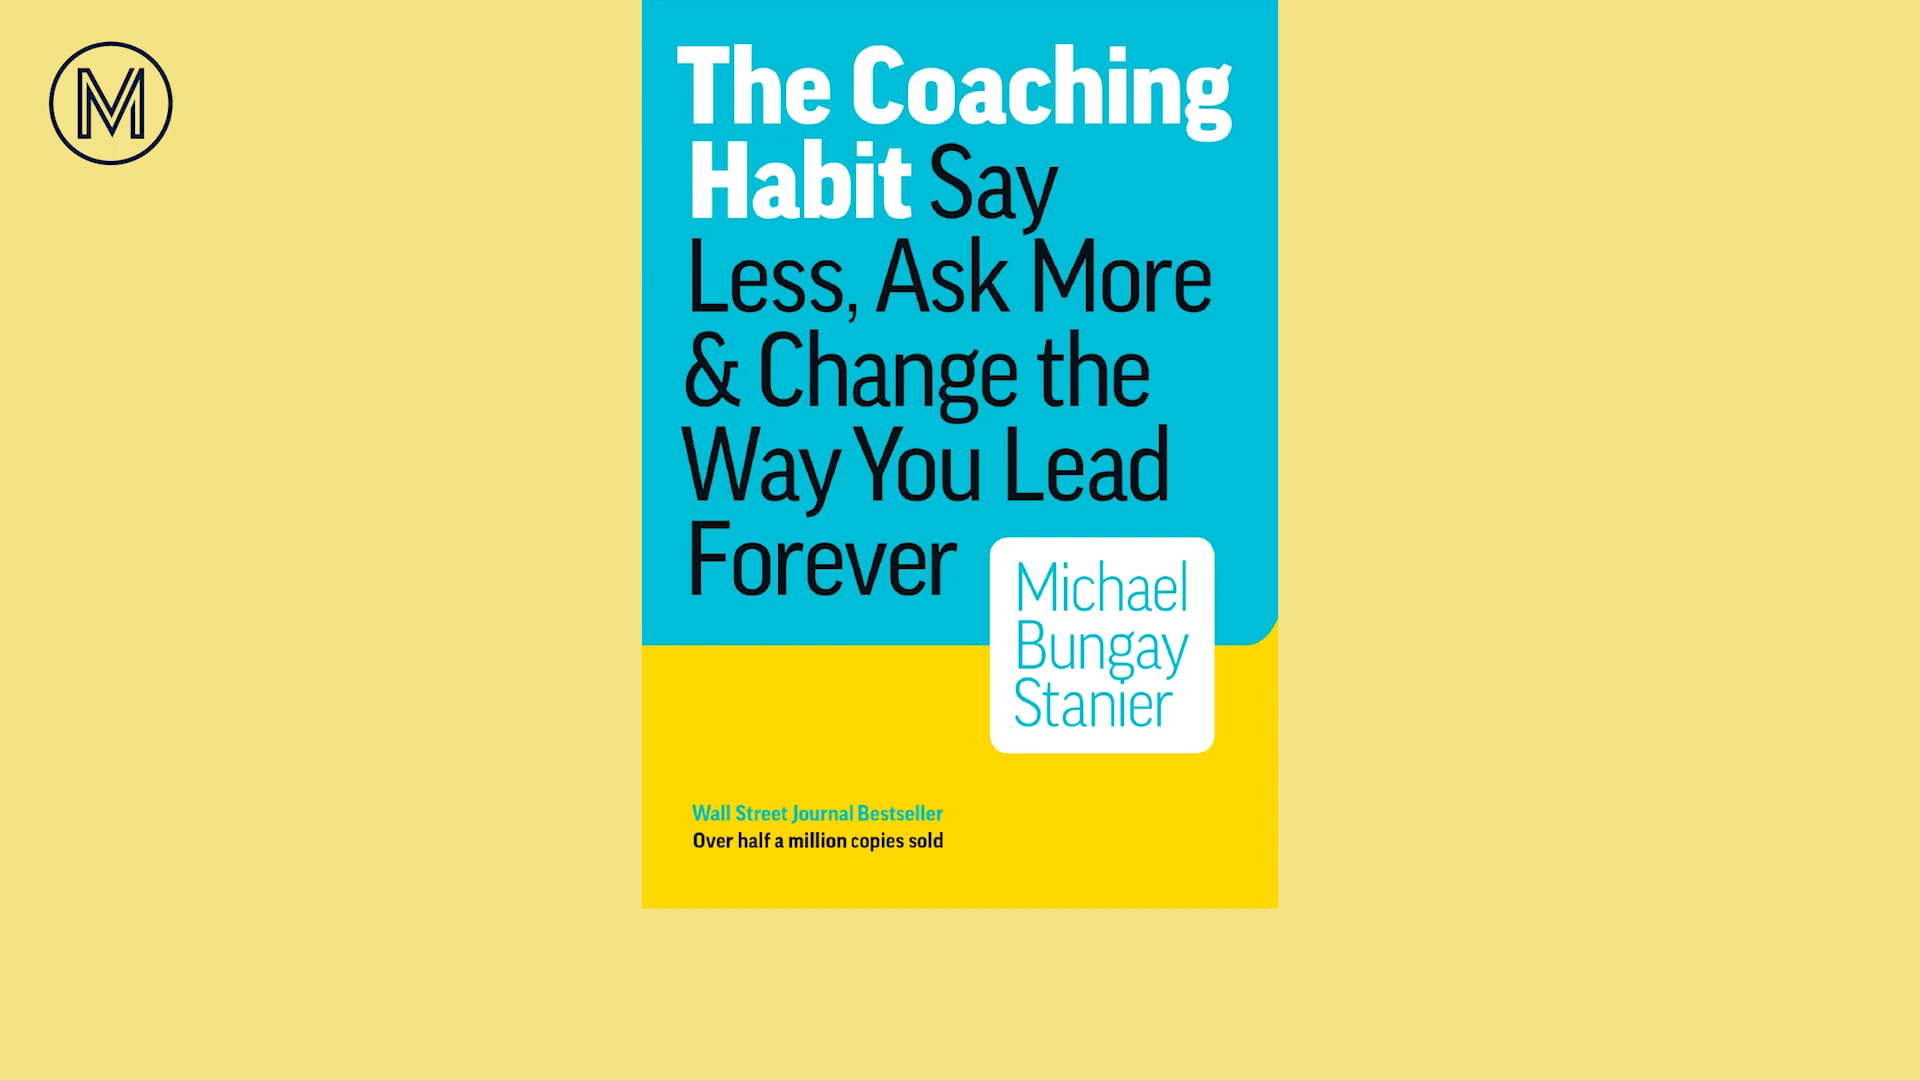 M
The Coaching
Habit Say
Less, Ask More
& Change the
Way You Lead
Forever
Michael
Bungay
Stanier
Wall Street Journal Bestseller
Over half a million copies sold